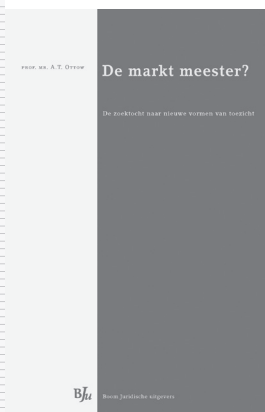 PROF. MR. A.T. OTTOW
De markt meester?
De zoektocht naar nieuwe vormen van toezicht
BJu
Boom Juridische uitgevers